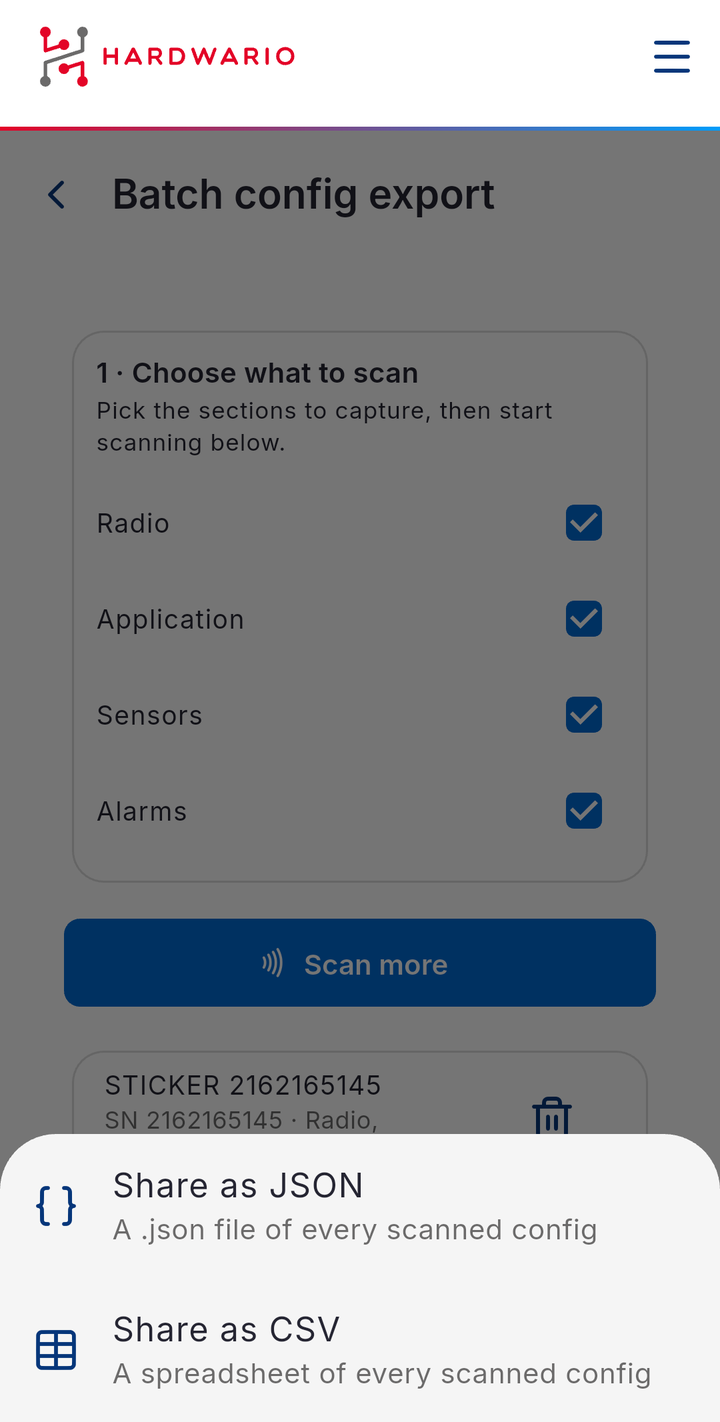 HARDWARIO
Batch config export
1 · Choose what to scan
Pick the sections to capture, then start
scanning below.
Radio
Application
Sensors
Alarms
Scan more
STICKER 2162165145
SN 2162165145 · Radio,
Share as JSON
A .json file of every scanned config
Share as CSV
A spreadsheet of every scanned config